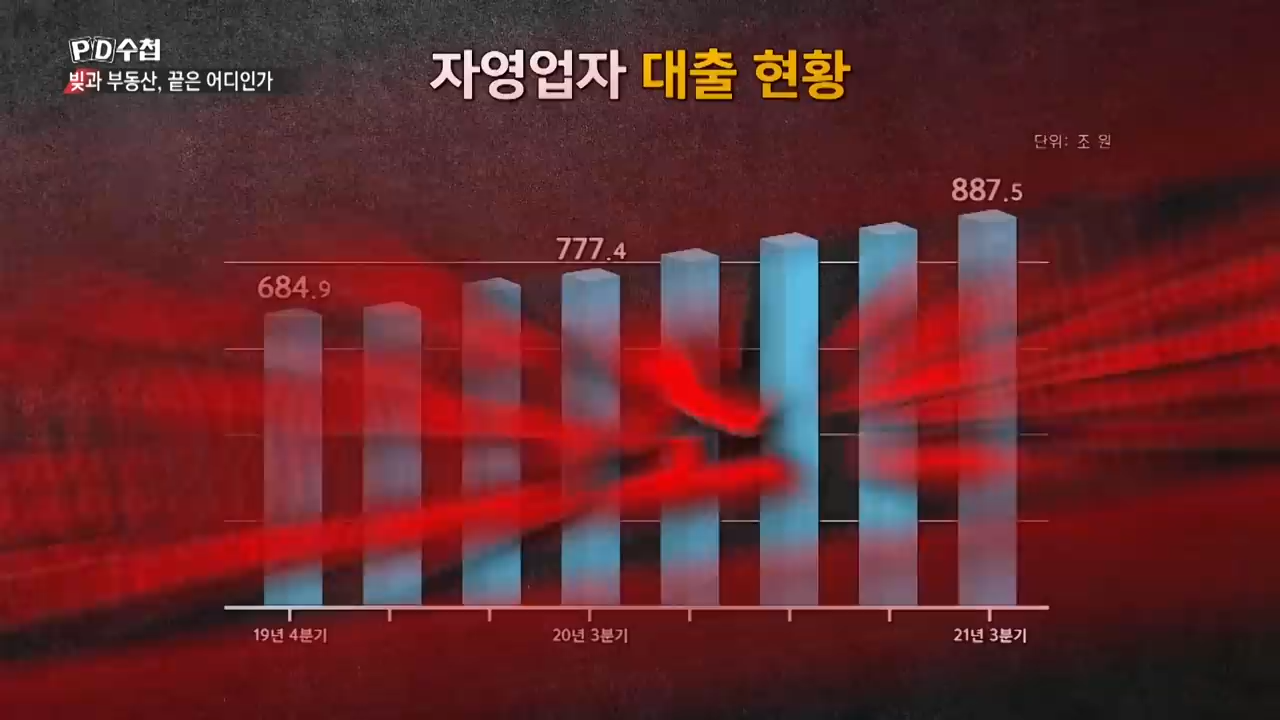 PD수첩
빚과 부동산, 끝은 어디인가
자영업자 대출 현황
단위: 조 원
684.9
777.4
887.5
19년 4분기
20년 3분기
21년 3분기